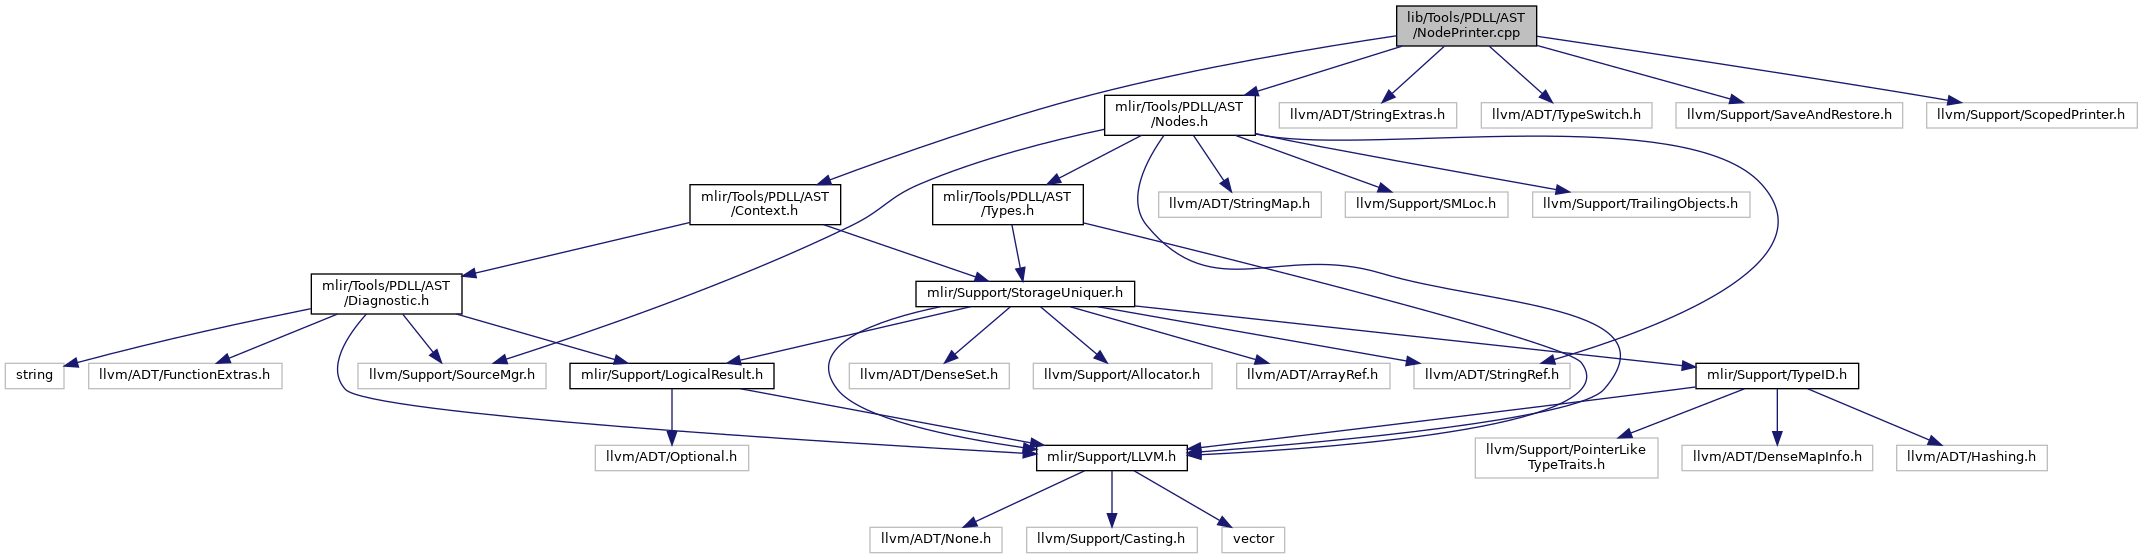 lib/Tools/PDLL/AST
/NodePrinter.cpp
mlir/Tools/PDLL/AST
/Nodes.h
llvm/ADT/StringExtras.h
llvm/ADT/TypeSwitch.h
llvm/Support/SaveAndRestore.h
llvm/Support/ScopedPrinter.h
mlir/Tools/PDLL/AST
/Context.h
mlir/Tools/PDLL/AST
/Types.h
llvm/ADT/StringMap.h
llvm/Support/SMLoc.h
llvm/Support/TrailingObjects.h
mlir/Tools/PDLL/AST
/Diagnostic.h
mlir/Support/StorageUniquer.h
string
llvm/ADT/FunctionExtras.h
llvm/Support/SourceMgr.h
mlir/Support/LogicalResult.h
llvm/ADT/DenseSet.h
llvm/Support/Allocator.h
llvm/ADT/ArrayRef.h
llvm/ADT/StringRef.h
mlir/Support/TypeID.h
llvm/ADT/Optional.h
mlir/Support/LLVM.h
llvm/Support/PointerLike
TypeTraits.h
llvm/ADT/DenseMapInfo.h
llvm/ADT/Hashing.h
llvm/ADT/None.h
llvm/Support/Casting.h
vector